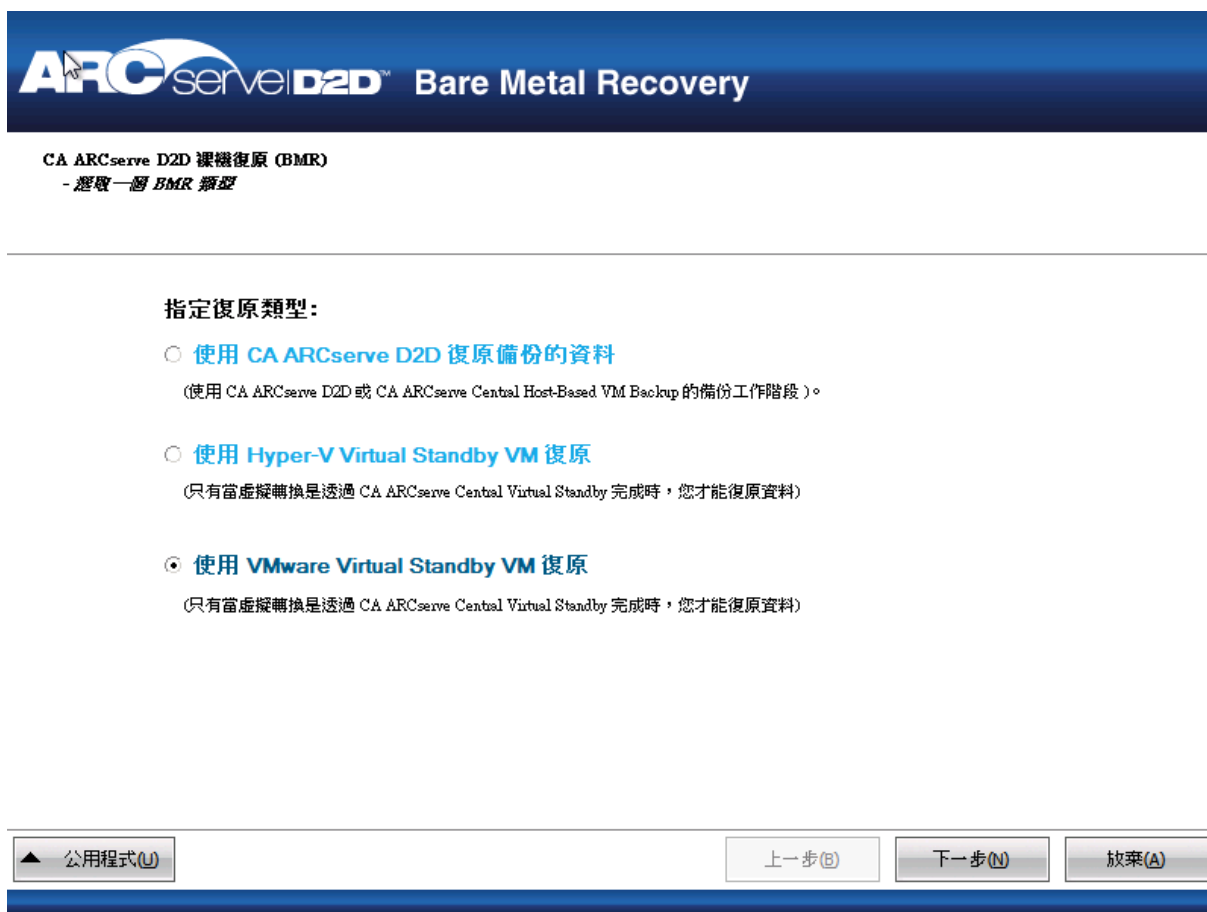 ARCserve D2D™ Bare Metal Recovery
CA ARCserve D2D 裸機復原 (BMR)
- 選取一個 BMR 類型
指定復原類型:
使用 CA ARCserve D2D 復原備份的資料
(使用 CA ARCserve D2D 或 CA ARCserve Central Host-Based VM Backup 的備份工作階段 )。
使用 Hyper-V Virtual Standby VM 復原
(只有當虛擬轉換是透過 CA ARCserve Central Virtual Standby 完成時，您才能復原資料)
使用 VMware Virtual Standby VM 復原
(只有當虛擬轉換是透過 CA ARCserve Central Virtual Standby 完成時，您才能復原資料)
公用程式(U) 上一步(B) 下一步(N) 放棄(A)